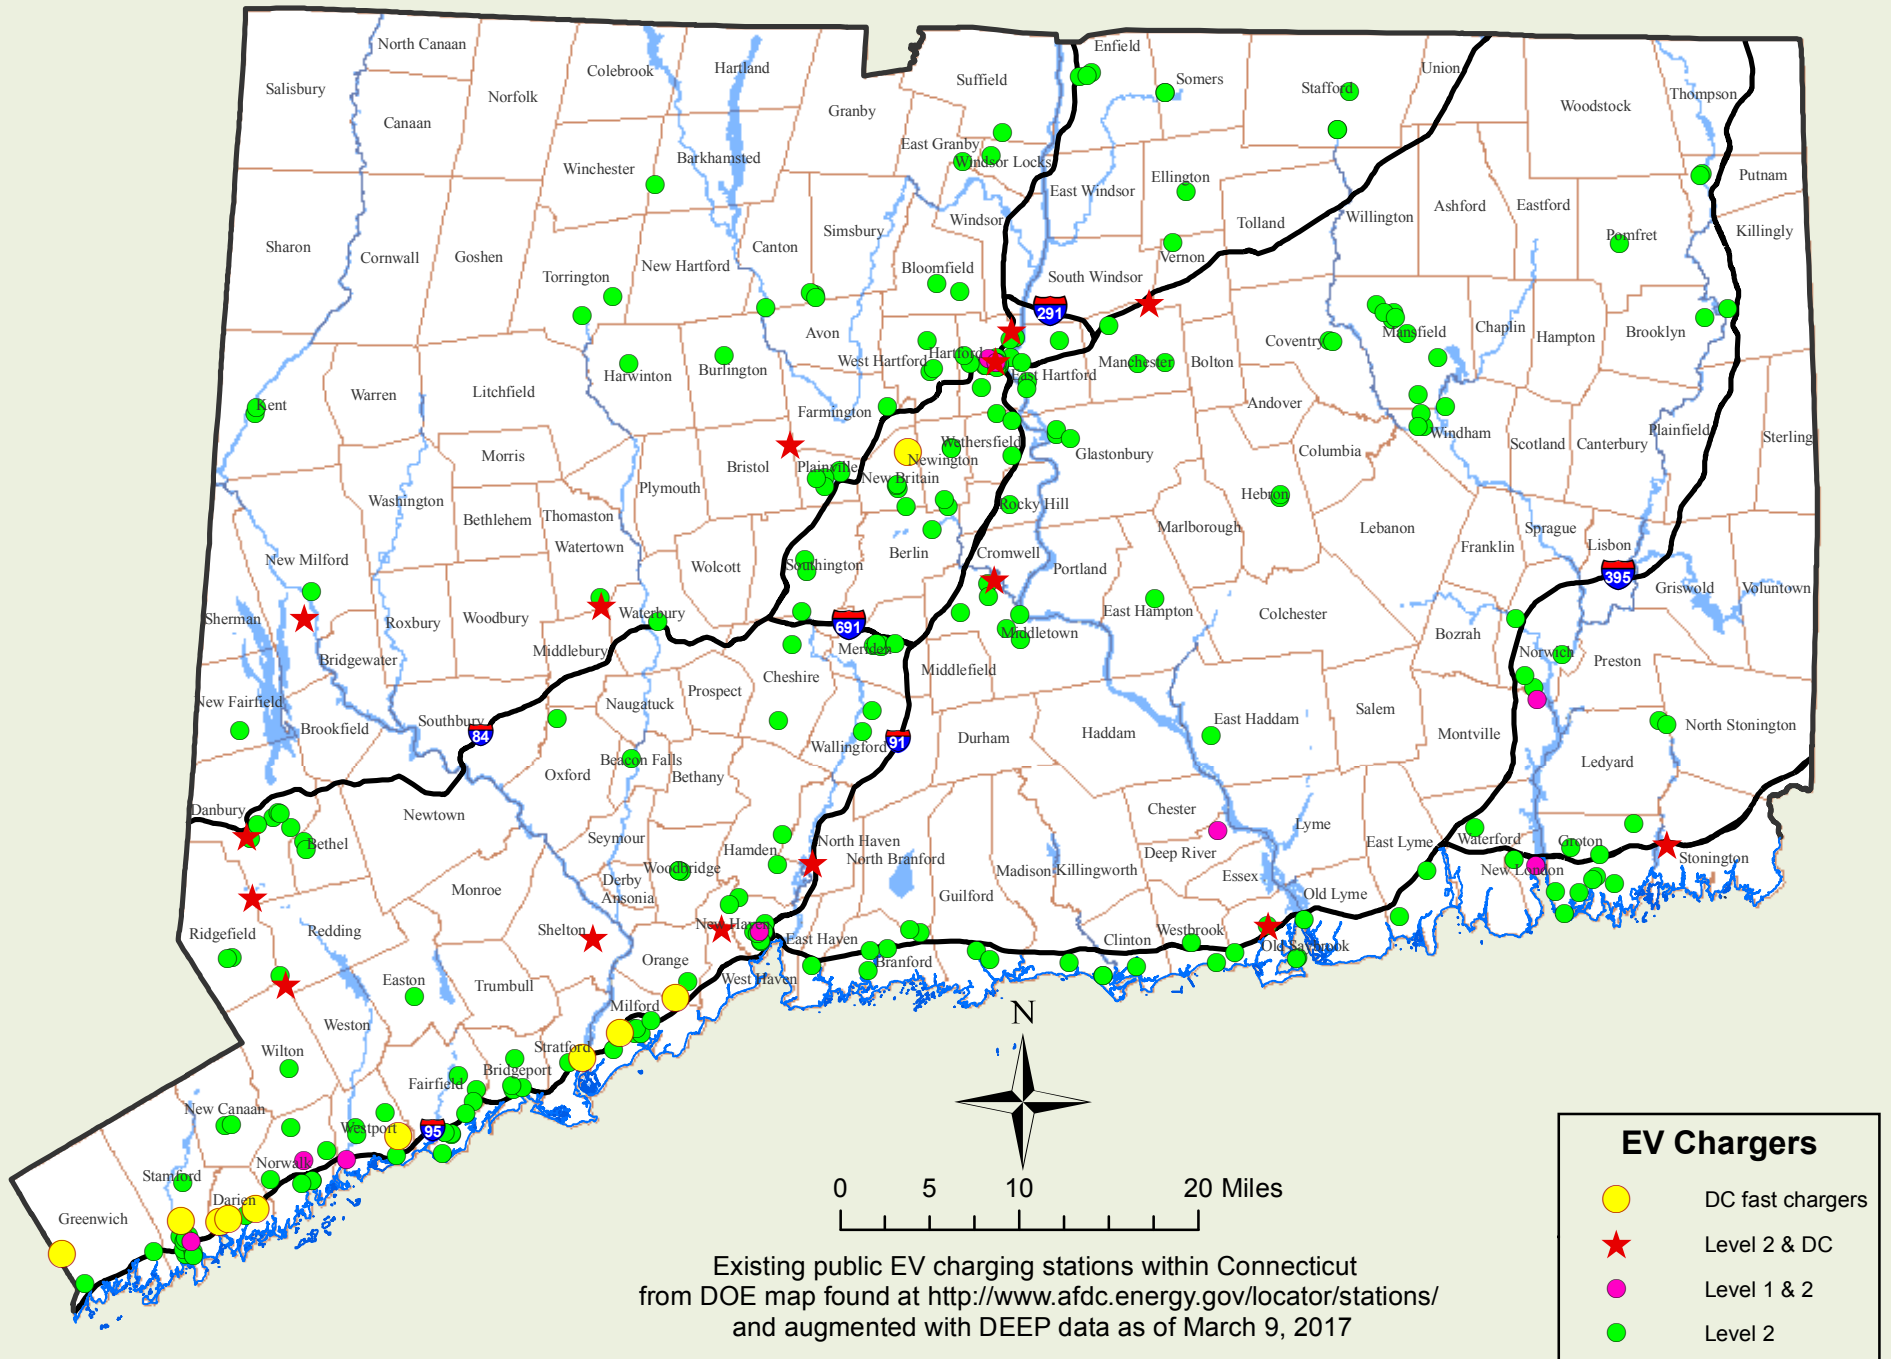 North Canaan
Colebrook
Hartland
Suffield
Enfield
Somers
Stafford
Union
Woodstock
Thompson
Salisbury
Canaan
Norfolk
Granby
East Granby
Windsor Locks
Winchester
Barkhamsted
East Windsor
Ellington
Willington
Ashford
Eastford
Putnam
Sharon
Cornwall
Goshen
Torrington
New Hartford
Canton
Simsbury
Windsor
Bloomfield
South Windsor
Vernon
Tolland
Pomfret
Killingly
291
Avon
West Hartford
Hartford
East Hartford
Manchester
Bolton
Coventry
Mansfield
Chaplin
Hampton
Brooklyn
Kent
Warren
Litchfield
Harwinton
Burlington
Farmington
Wethersfield
Newington
Glastonbury
Andover
Columbia
Windham
Scotland
Canterbury
Plainfield
Sterling
Morris
Washington
Bethlehem
Thomaston
Watertown
Plymouth
Bristol
Plainville
New Britain
Rocky Hill
Hebron
Marlborough
Lebanon
Franklin
Sprague
Lisbon
395
Griswold
Voluntown
New Milford
Wolcott
Southington
Berlin
Cromwell
Portland
East Hampton
Colchester
Bozrah
Norwich
Preston
Sherman
Bridgewater
Roxbury
Woodbury
Waterbury
Middlebury
691
Meriden
Middletown
Middlefield
Cheshire
New Fairfield
Brookfield
Southbury
84
Naugatuck
Prospect
Wallingford
91
Durham
Haddam
East Haddam
Salem
Montville
North Stonington
Ledyard
Oxford
Beacon Falls
Bethany
Danbury
Bethel
Newtown
Seymour
Woodbridge
Hamden
North Haven
North Branford
Chester
Deep River
Lyme
East Lyme
Waterford
Groton
Stonington
New London
Monroe
Derby
Ansonia
Guilford
Madison
Killingworth
Essex
Old Lyme
Ridgefield
Redding
Shelton
New Haven
East Haven
Branford
Clinton
Westbrook
Old Saybrook
Easton
Trumbull
Orange
West Haven
Milford
Weston
Wilton
Stratford
Bridgeport
Fairfield
New Canaan
Westport
95
Norwalk
Stamford
Darien
Greenwich
N
0 5 10 20 Miles
Existing public EV charging stations within Connecticut
from DOE map found at http://www.afdc.energy.gov/locator/stations/
and augmented with DEEP data as of March 9, 2017
EV Chargers
DC fast chargers
Level 2 & DC
Level 1 & 2
Level 2